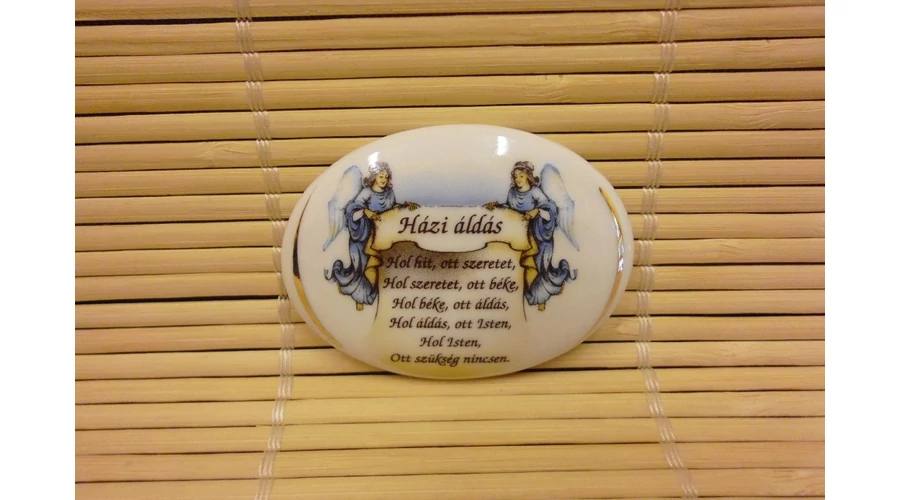 Házi áldás
Hol hit, ott szeretet,
Hol szeretet, ott béke,
Hol béke, ott áldás,
Hol áldás, ott Isten,
Hol Isten,
Ott szükség nincsen.